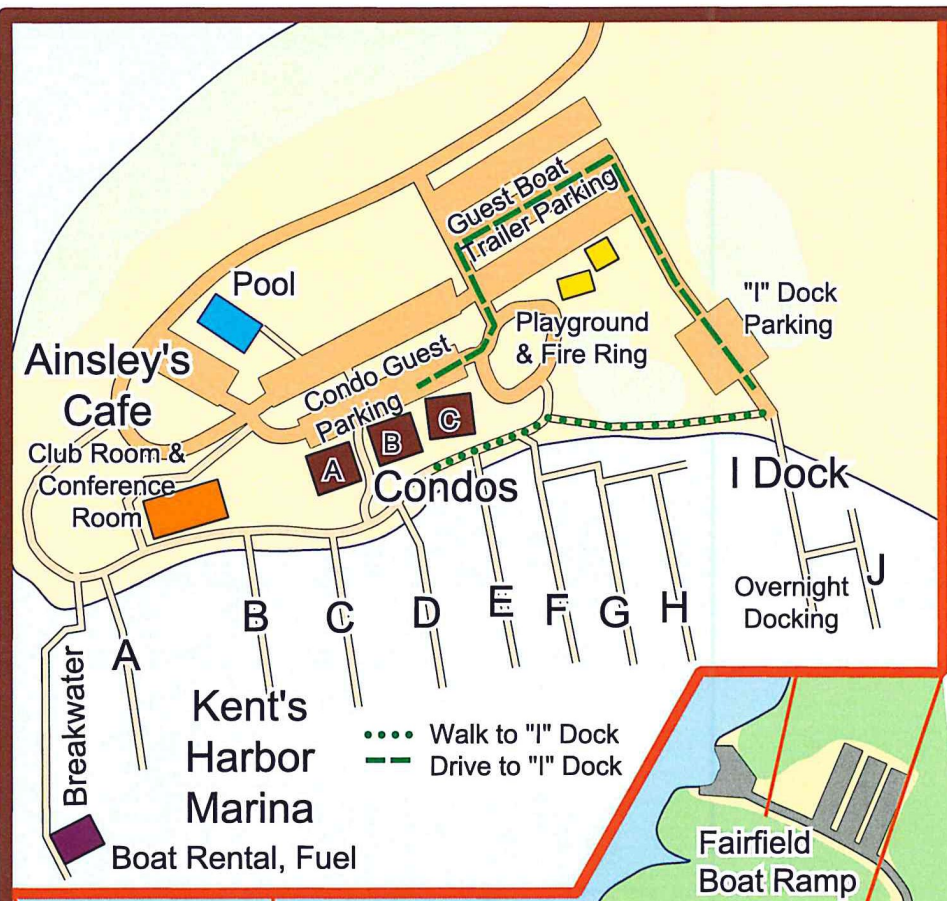 Guest Boat
Trailer Parking
Pool
"I" Dock
Parking
Playground
& Fire Ring
Ainsley's
Cafe
Condo Guest
Parking
Club Room &
Conference
Room
A
B
C
Condos
I Dock
Overnight
Docking
A
B
C
D
E
F
G
H
J
Breakwater
Kent's
Harbor
Marina
Walk to "I" Dock
Drive to "I" Dock
Boat Rental, Fuel
Fairfield
Boat Ramp